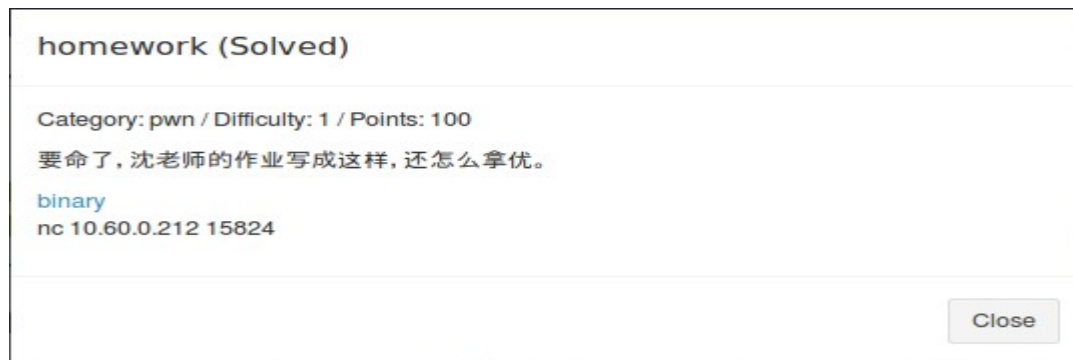 homework (Solved)
Category: pwn / Difficulty: 1 / Points: 100
要命了,沈老师的作业写成这样,还怎么拿优。
binary
nc 10.60.0.212 15824
Close